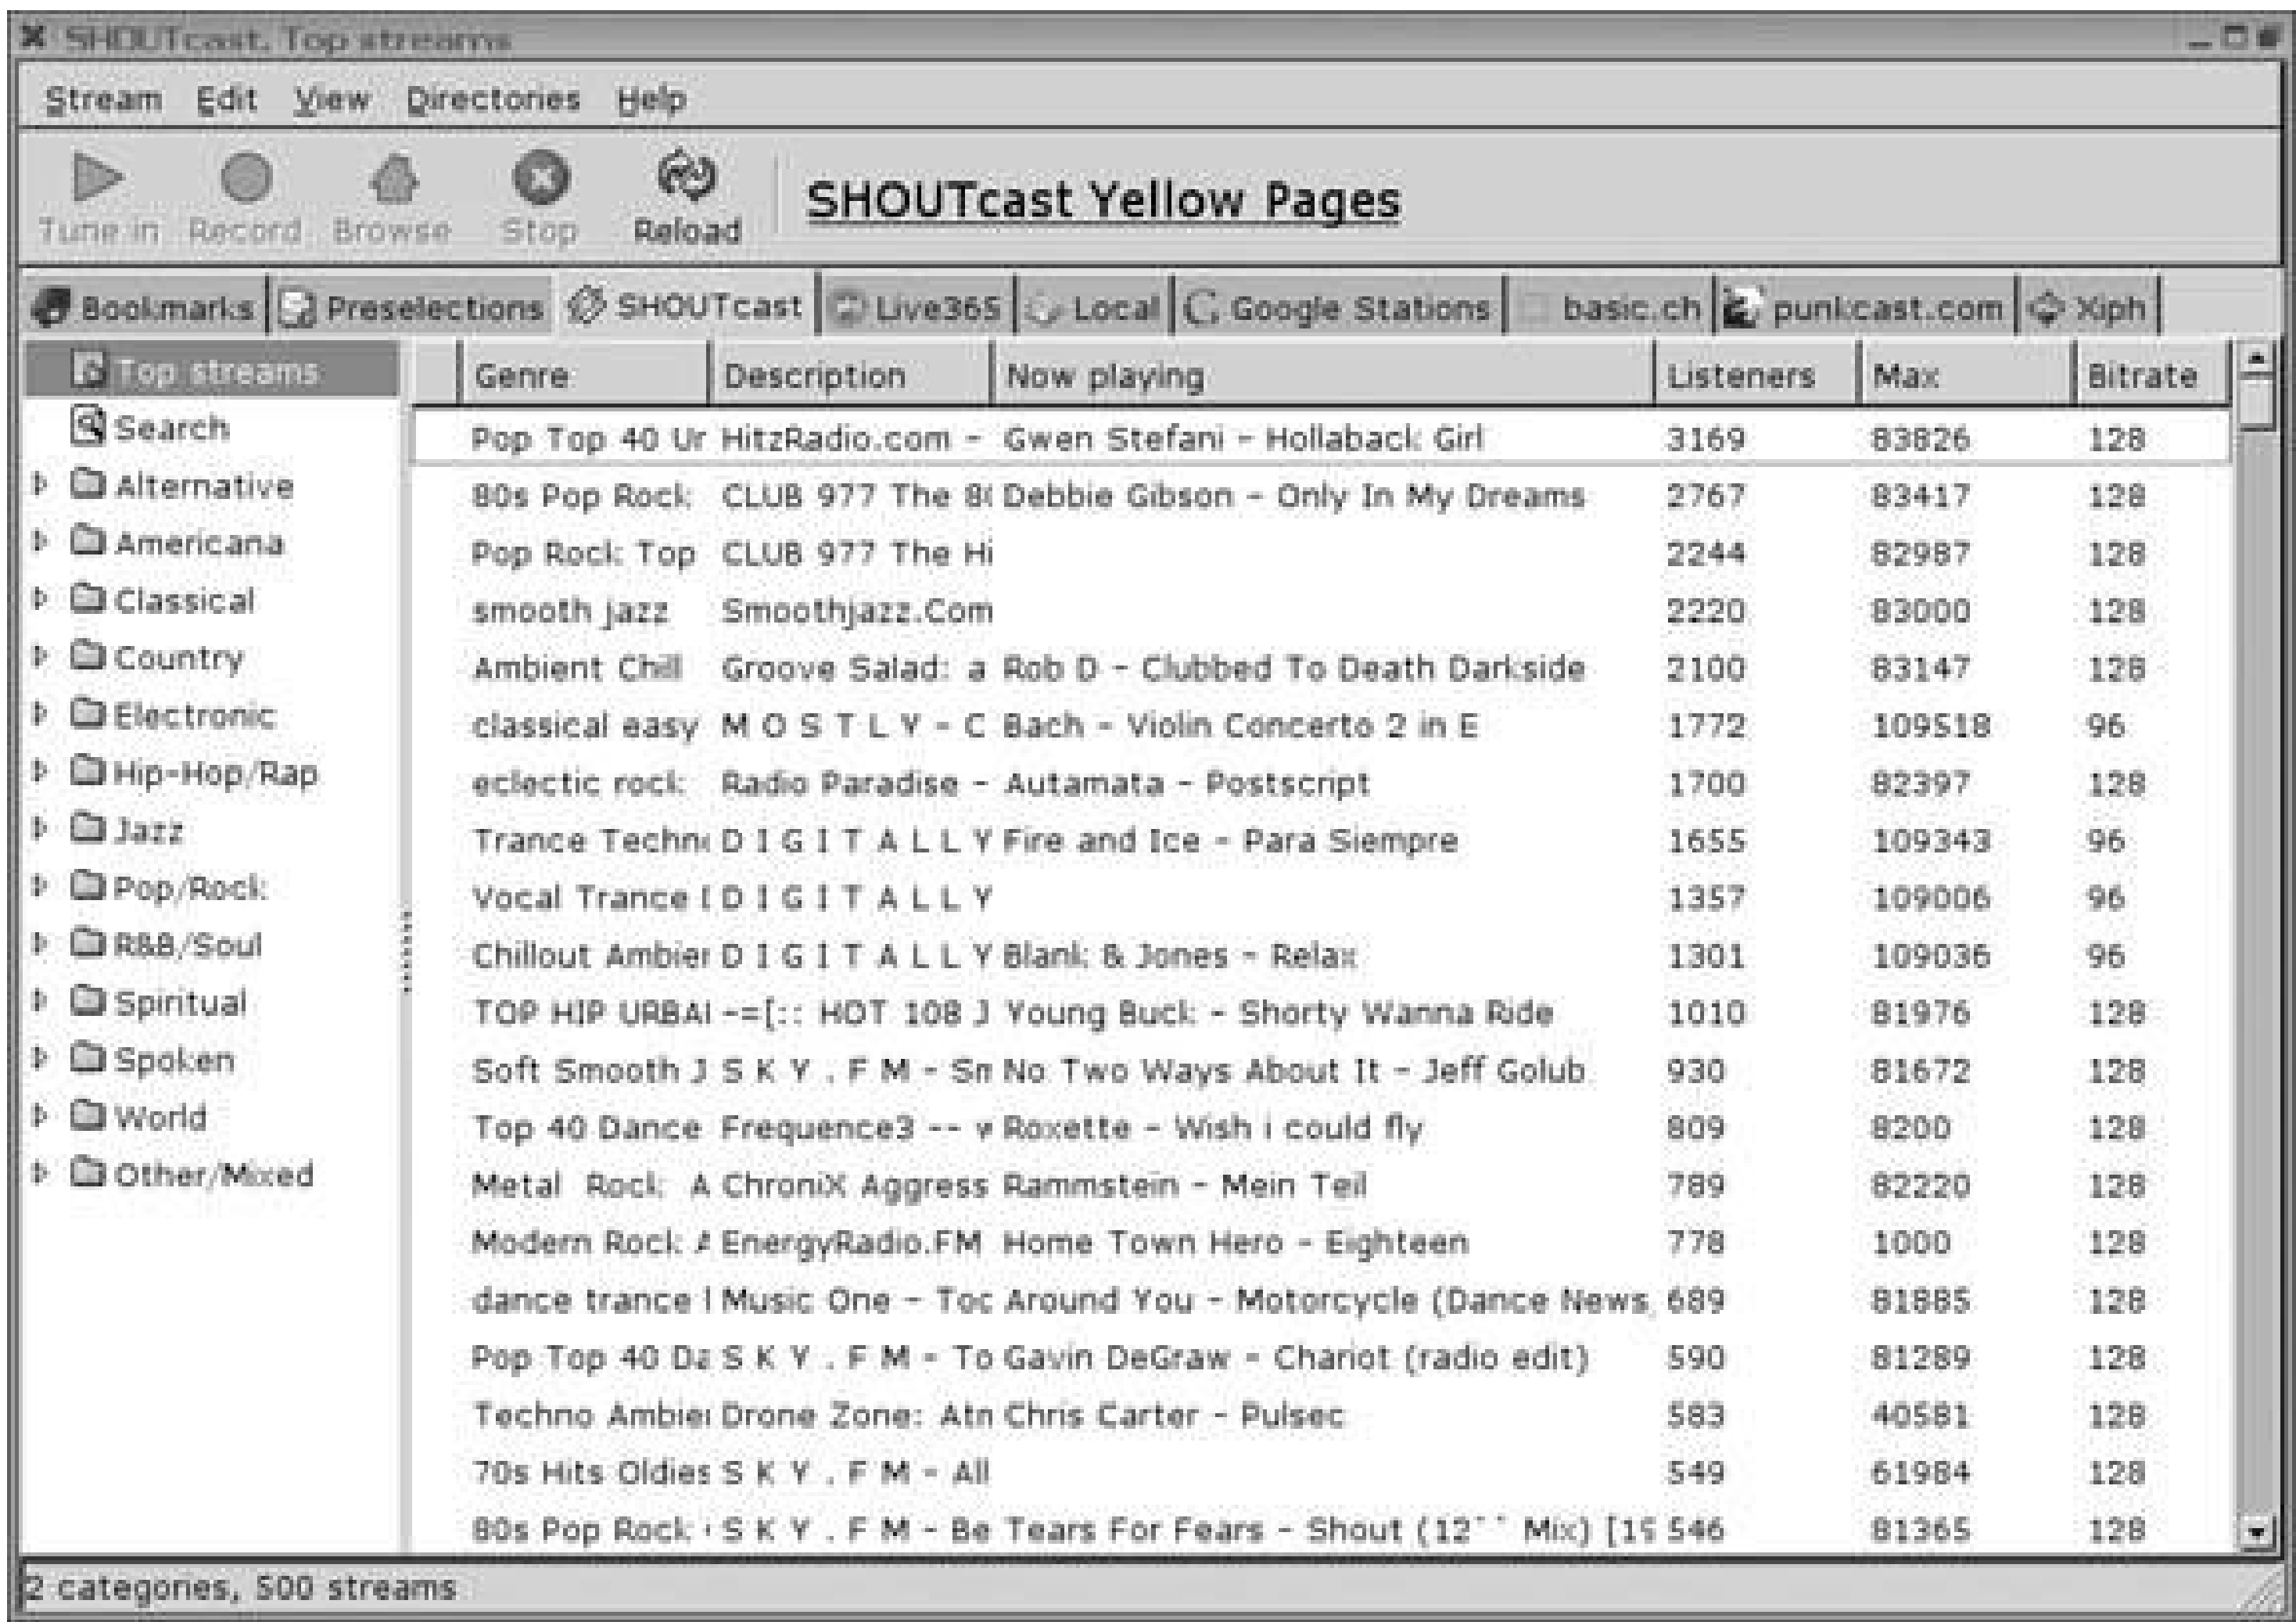 SHOUTcast, Top streams
Stream Edit View Directories Help
Tune in Record Browse Stop Reload SHOUTcast Yellow Pages
Bookmarks Preselections SHOUTcast Live365 Local Google Stations basic.ch punkcast.com Xiph
Top streams
Search
Alternative
Americana
Classical
Country
Electronic
Hip-Hop/Rap
Jazz
Pop/Rock
R&B/Soul
Spiritual
Spoken
World
Other/Mixed
Genre Description Now playing Listeners Max Bitrate
Pop Top 40 Ur HitzRadio.com - Gwen Stefani - Hollaback Girl 3169 83826 128
80s Pop Rock CLUB 977 The 8( Debbie Gibson - Only In My Dreams 2767 83417 128
Pop Rock Top CLUB 977 The Hi 2244 82987 128
smooth jazz Smoothjazz.Com 2220 83000 128
Ambient Chill Groove Salad: a Rob D - Clubbed To Death Darkside 2100 83147 128
classical easy M O S T L Y - C Bach - Violin Concerto 2 in E 1772 109518 96
eclectic rock Radio Paradise - Autamata - Postscript 1700 82397 128
Trance Techn( D I G I T A L L Y Fire and Ice - Para Siempre 1655 109343 96
Vocal Trance [ D I G I T A L L Y 1357 109006 96
Chillout Ambier D I G I T A L L Y Blank & Jones - Relax 1301 109036 96
TOP HIP URBAI -=[:: HOT 108 J Young Buck - Shorty Wanna Ride 1010 81976 128
Soft Smooth J S K Y . F M - Sm No Two Ways About It - Jeff Golub 930 81672 128
Top 40 Dance Frequence3 -- w Roxette - Wish i could fly 809 8200 128
Metal Rock A ChroniX Aggress Rammstein - Mein Teil 789 82220 128
Modern Rock A EnergyRadio.FM Home Town Hero - Eighteen 778 1000 128
dance trance l Music One - Toc Around You - Motorcycle (Dance News, 689 81885 128
Pop Top 40 Da S K Y . F M - To Gavin DeGraw - Chariot (radio edit) 590 81289 128
Techno Ambiei Drone Zone: Atn Chris Carter - Pulsec 583 40581 128
70s Hits Oldies S K Y . F M - All 549 61984 128
80s Pop Rock S K Y . F M - Be Tears For Fears - Shout (12`` Mix) [19 546 81365 128
2 categories, 500 streams